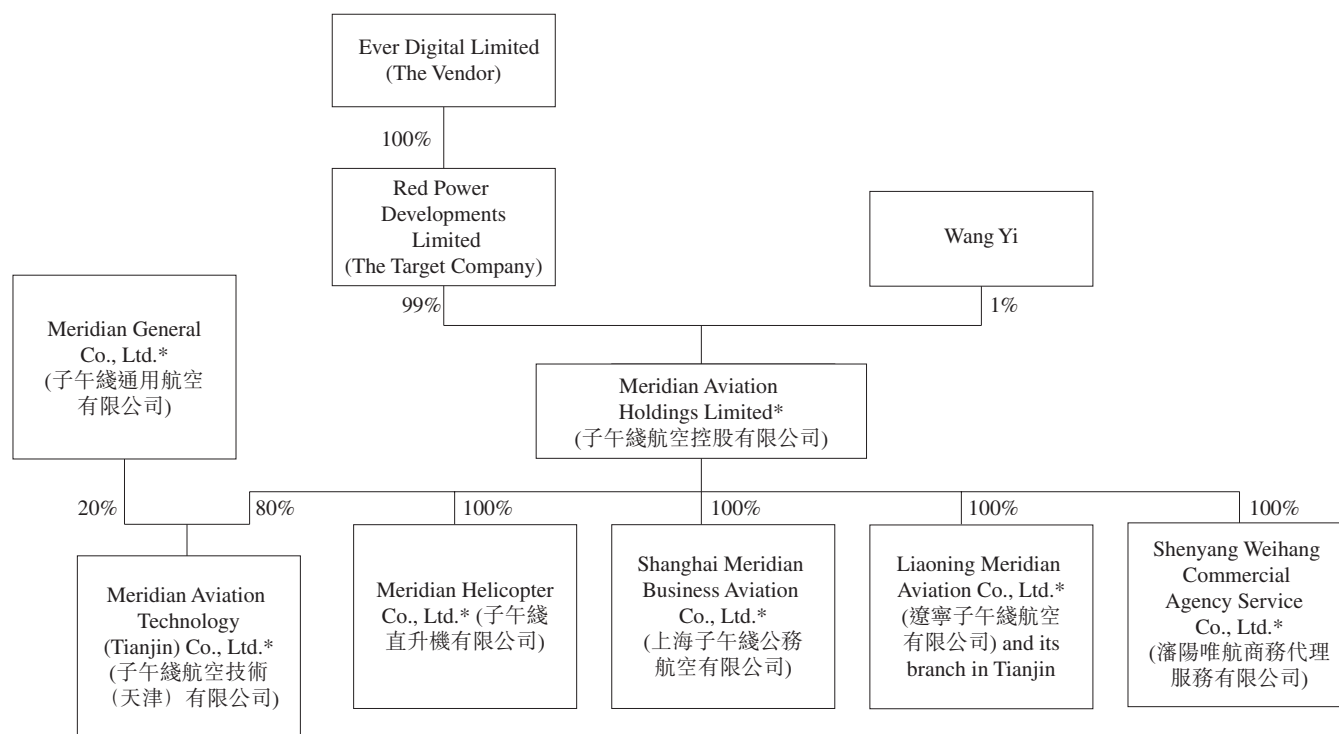 Ever Digital Limited
(The Vendor)
100%
Red Power
Developments
Limited
(The Target Company)
Wang Yi
99%
1%
Meridian General
Co., Ltd.*
(子午綫通用航空
有限公司)
Meridian Aviation
Holdings Limited*
(子午綫航空控股有限公司)
20%
80%
100%
100%
100%
100%
Meridian Aviation
Technology
(Tianjin) Co., Ltd.*
(子午綫航空技術
（天津）有限公司)
Meridian Helicopter
Co., Ltd.* (子午綫
直升機有限公司)
Shanghai Meridian
Business Aviation
Co., Ltd.*
(上海子午綫公務
航空有限公司)
Liaoning Meridian
Aviation Co., Ltd.*
(遼寧子午綫航空
有限公司) and its
branch in Tianjin
Shenyang Weihang
Commercial
Agency Service
Co., Ltd.*
(瀋陽唯航商務代理
服務有限公司)